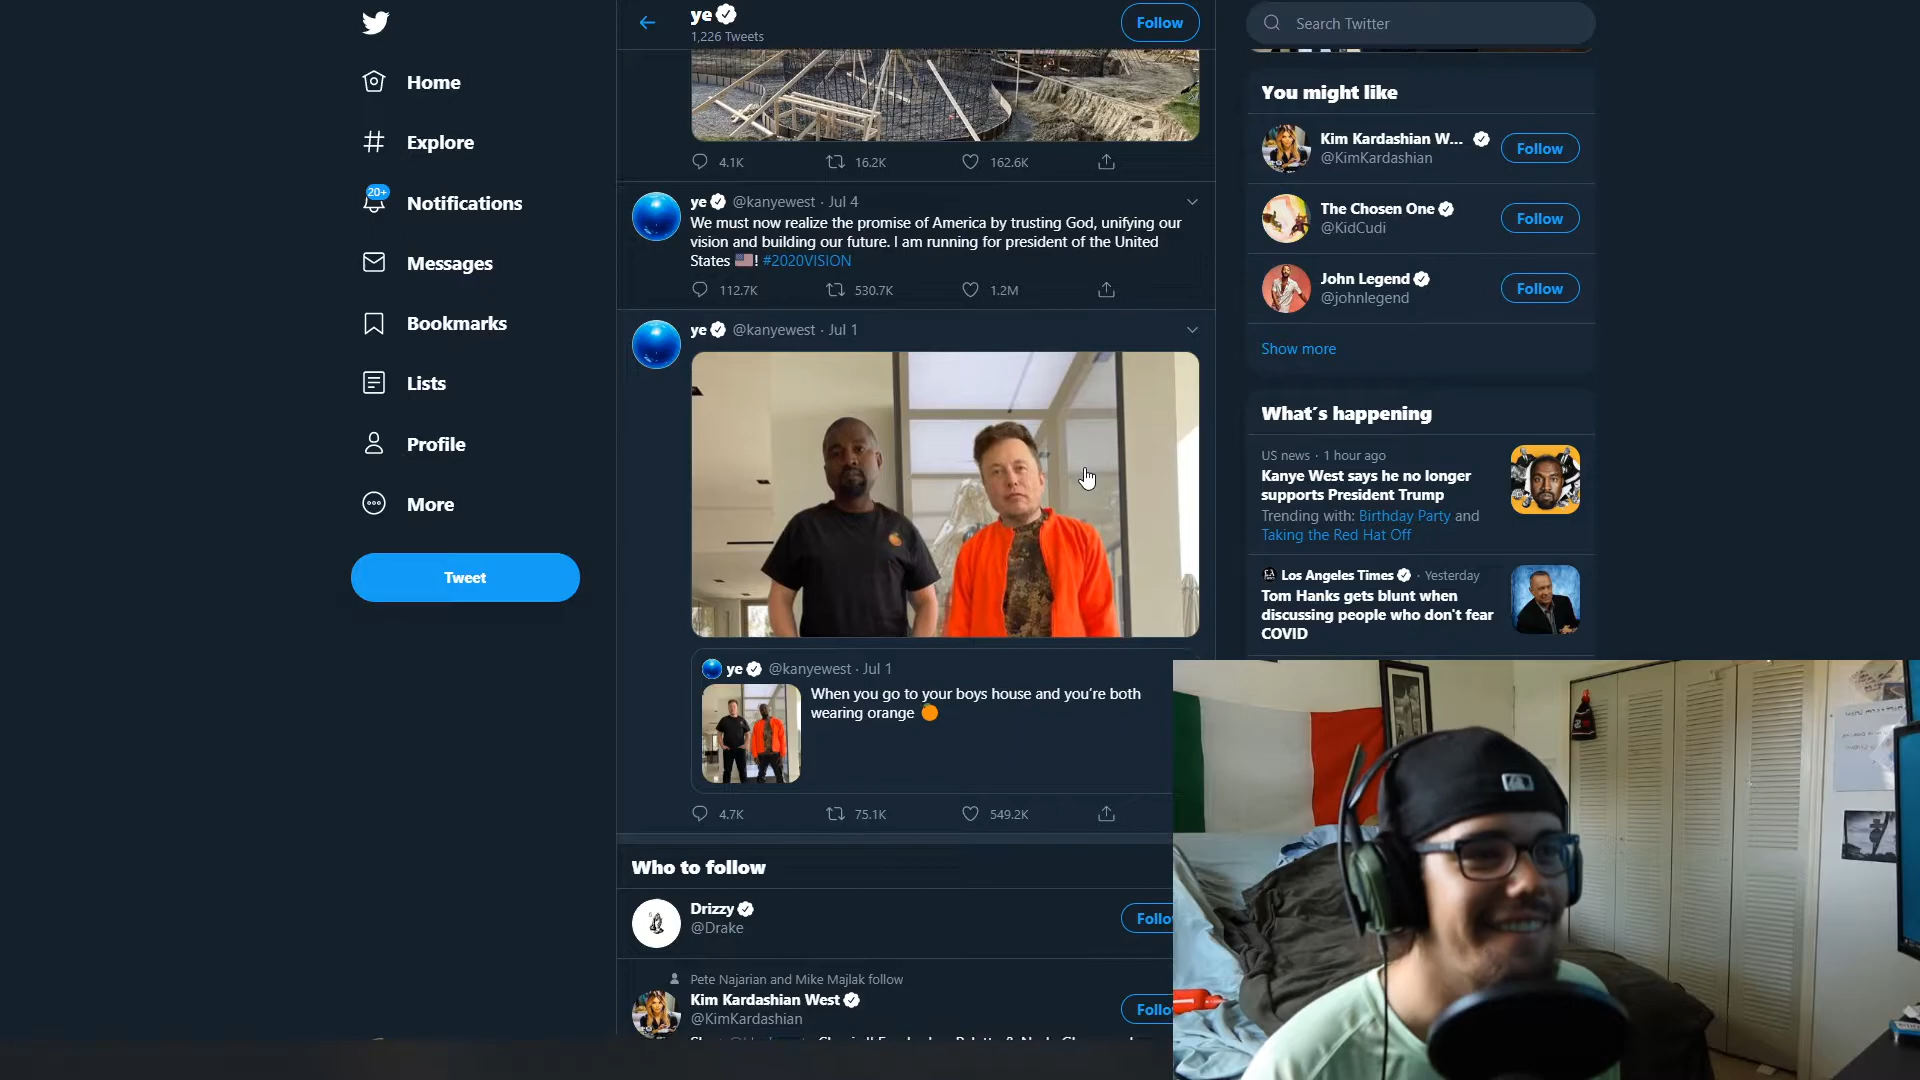 Home
Explore
20+
Notifications
Messages
Bookmarks
Lists
Profile
More
Tweet
ye
1,226 Tweets
Follow
4.1K 16.2K 162.6K
ye @kanyewest · Jul 4
We must now realize the promise of America by trusting God, unifying our
vision and building our future. I am running for president of the United
States 🇺🇸! #2020VISION
112.7K 530.7K 1.2M
ye @kanyewest · Jul 1
ye @kanyewest · Jul 1
When you go to your boys house and you're both
wearing orange 🍊
4.7K 75.1K 549.2K
Who to follow
Drizzy
@Drake
Follo
Pete Najarian and Mike Majlak follow
Kim Kardashian West
@KimKardashian
Follo
Search Twitter
You might like
Kim Kardashian W...
@KimKardashian
Follow
The Chosen One
@KidCudi
Follow
John Legend
@johnlegend
Follow
Show more
What´s happening
US news · 1 hour ago
Kanye West says he no longer
supports President Trump
Trending with: Birthday Party and
Taking the Red Hat Off
Los Angeles Times · Yesterday
Tom Hanks gets blunt when
discussing people who don't fear
COVID